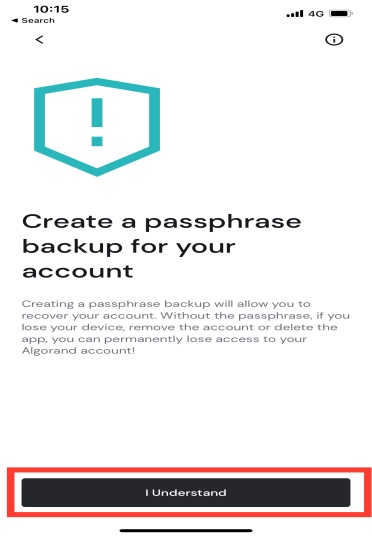 10:15
4G
◄ Search
Create a passphrase
backup for your
account
Creating a passphrase backup will allow you to
recover your account. Without the passphrase, if you
lose your device, remove the account or delete the
app, you can permanently lose access to your
Algorand account!
I Understand